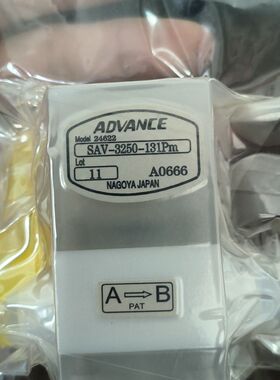 ADVANCE
Model 24622
SAV-3250-131Pm
Lot
11 A0666
NAGOYA JAPAN
A⇒B
PAT